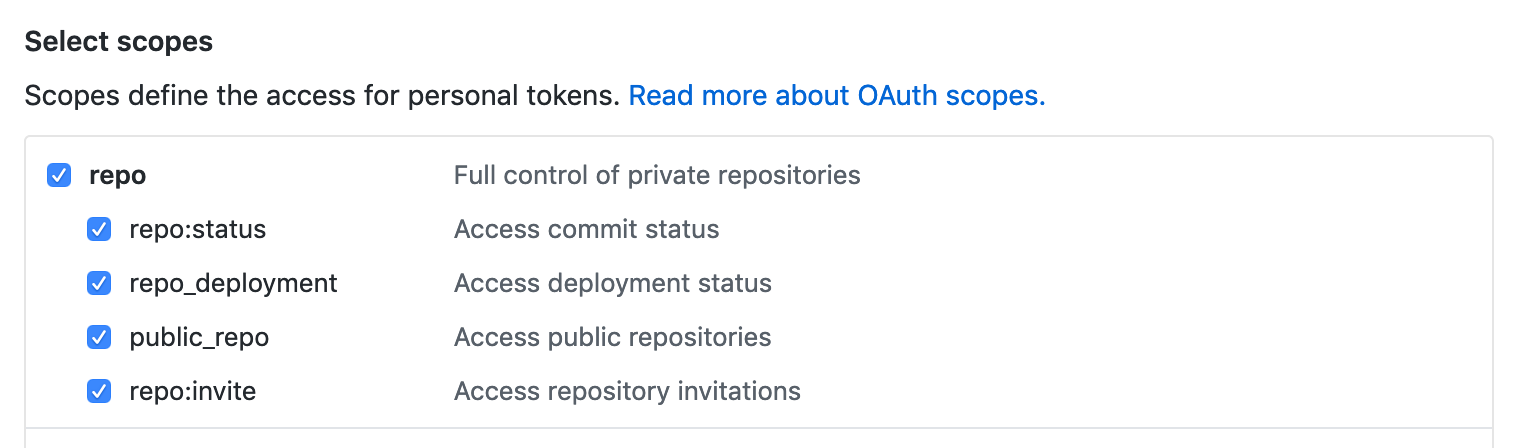 Select scopes
Scopes define the access for personal tokens. Read more about OAuth scopes.
repo Full control of private repositories
repo:status Access commit status
repo_deployment Access deployment status
public_repo Access public repositories
repo:invite Access repository invitations